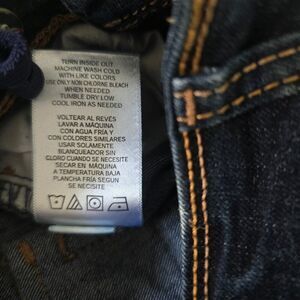 TURN INSIDE OUT
MACHINE WASH COLD
WITH LIKE COLORS
USE ONLY NON CHLORINE BLEACH
WHEN NEEDED
TUMBLE DRY LOW
COOL IRON AS NEEDED
VOLTEAR AL REVÉS
LAVAR A MÁQUINA
CON AGUA FRÍA Y
CON COLORES SIMILARES
USAR SOLAMENTE
BLANQUEADOR SIN
CLORO CUANDO SE NECESITE
SECAR EN MÁQUINA
A TEMPERATURA BAJA
PLANCHA FRÍA SEGUN
SE NECESITE